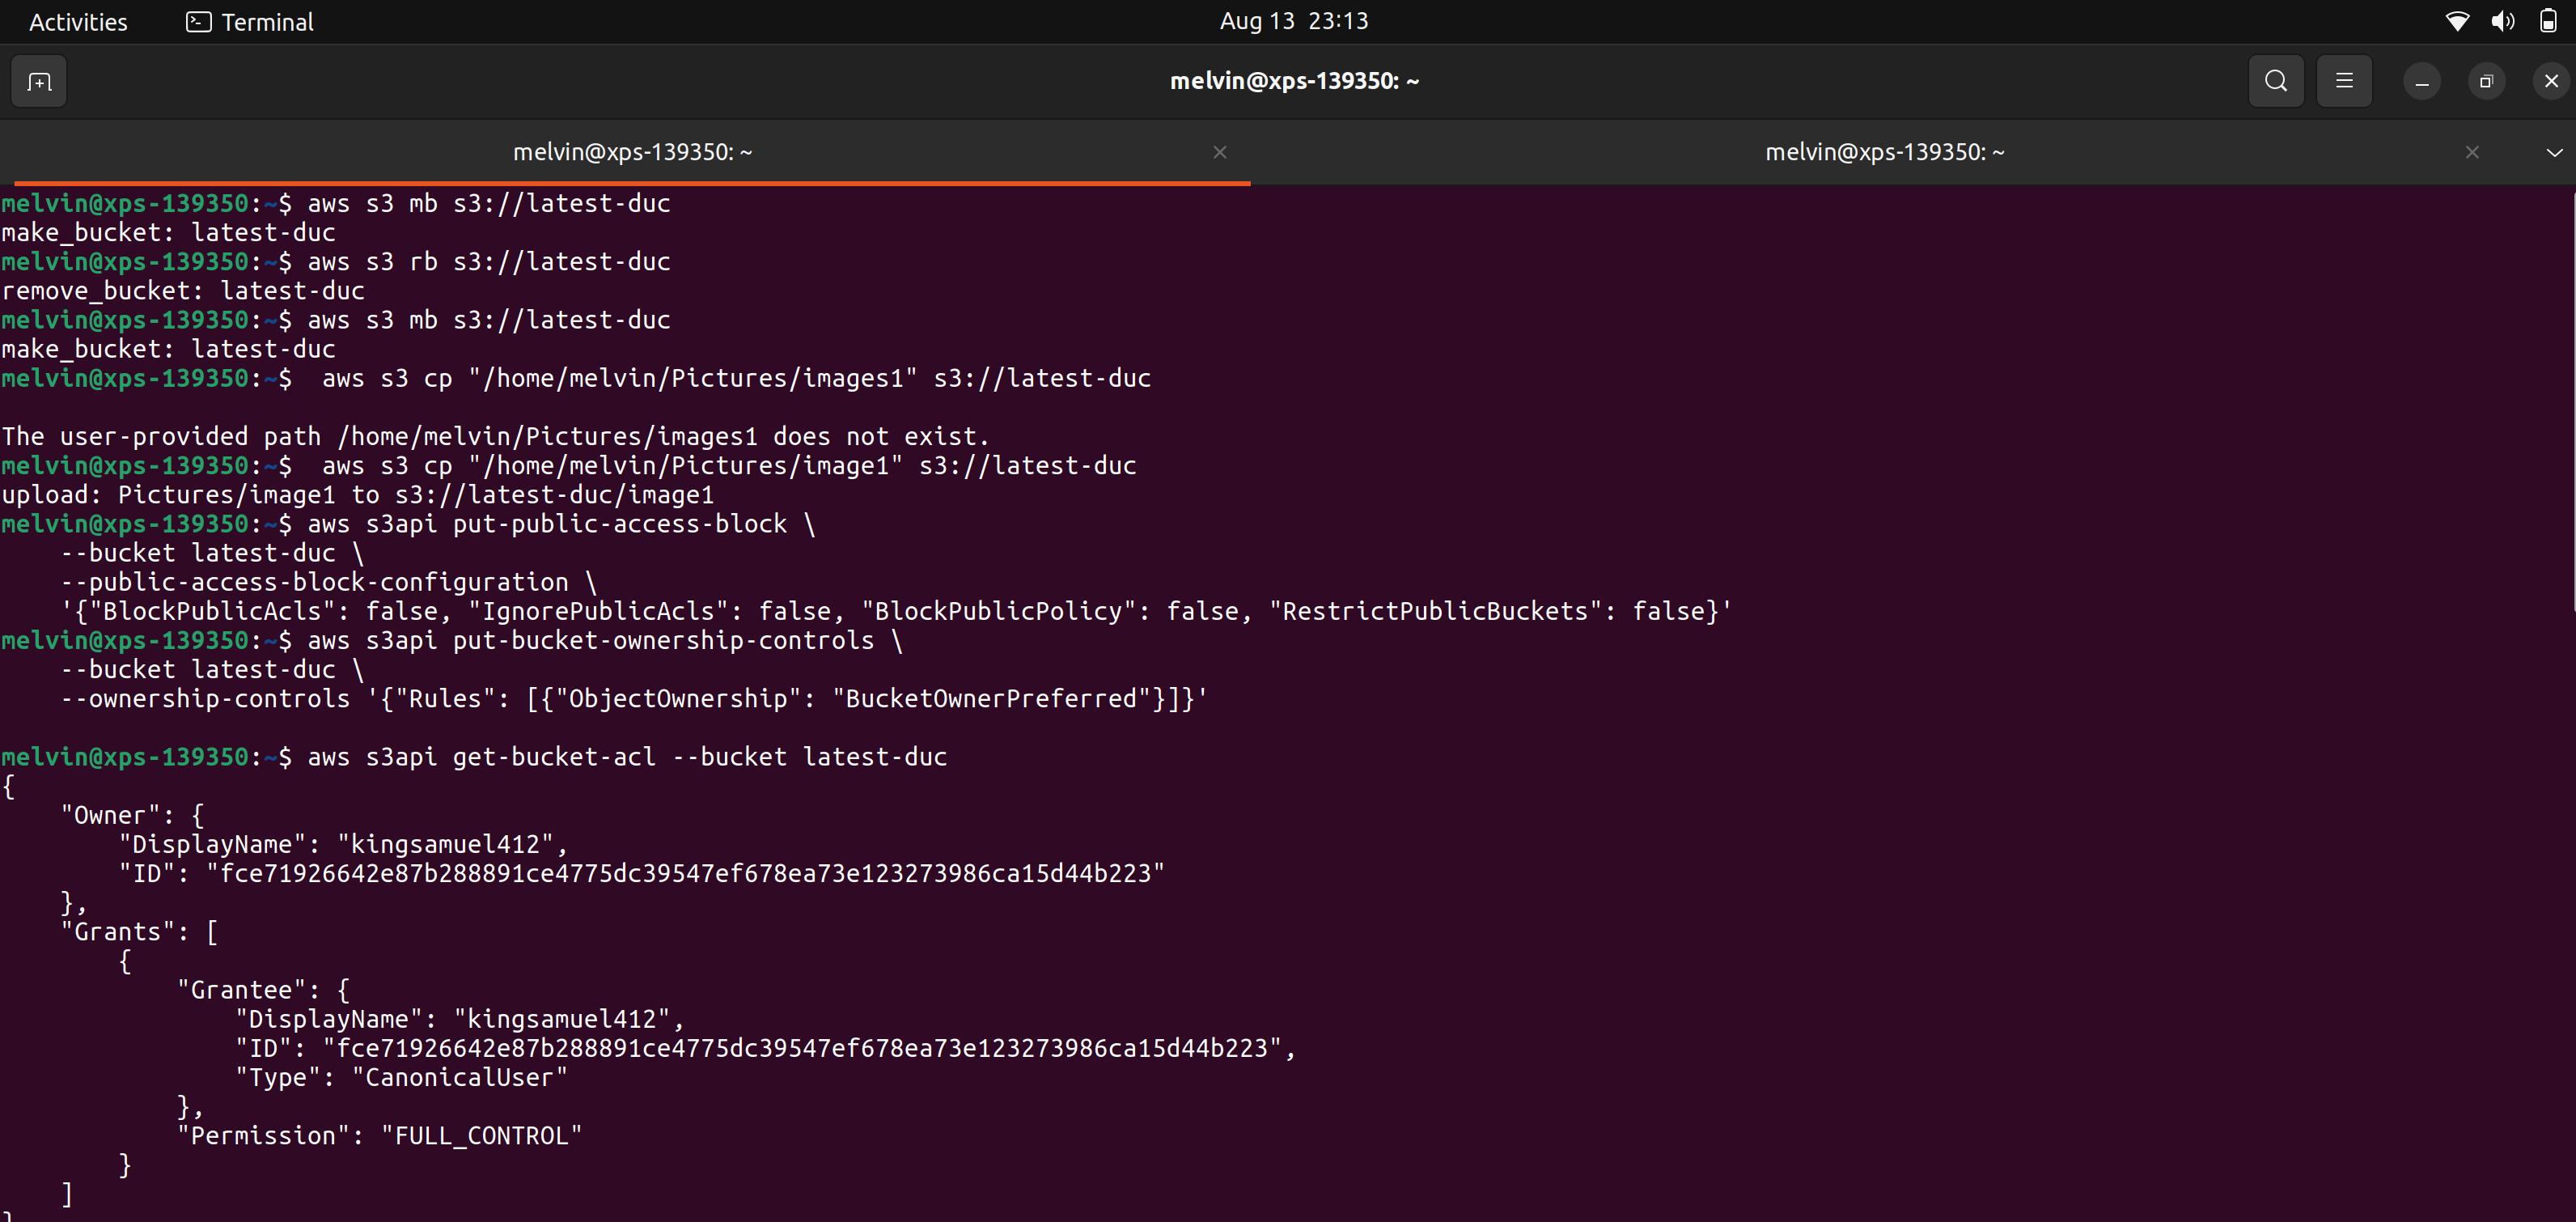 Activities Terminal Aug 13 23:13
melvin@xps-139350: ~
melvin@xps-139350: ~ melvin@xps-139350: ~
melvin@xps-139350:~$ aws s3 mb s3://latest-duc
make_bucket: latest-duc
melvin@xps-139350:~$ aws s3 rb s3://latest-duc
remove_bucket: latest-duc
melvin@xps-139350:~$ aws s3 mb s3://latest-duc
make_bucket: latest-duc
melvin@xps-139350:~$  aws s3 cp "/home/melvin/Pictures/images1" s3://latest-duc

The user-provided path /home/melvin/Pictures/images1 does not exist.
melvin@xps-139350:~$  aws s3 cp "/home/melvin/Pictures/image1" s3://latest-duc
upload: Pictures/image1 to s3://latest-duc/image1
melvin@xps-139350:~$ aws s3api put-public-access-block \
    --bucket latest-duc \
    --public-access-block-configuration \
    '{"BlockPublicAcls": false, "IgnorePublicAcls": false, "BlockPublicPolicy": false, "RestrictPublicBuckets": false}'
melvin@xps-139350:~$ aws s3api put-bucket-ownership-controls \
    --bucket latest-duc \
    --ownership-controls '{"Rules": [{"ObjectOwnership": "BucketOwnerPreferred"}]}'

melvin@xps-139350:~$ aws s3api get-bucket-acl --bucket latest-duc
{
    "Owner": {
        "DisplayName": "kingsamuel412",
        "ID": "fce71926642e87b288891ce4775dc39547ef678ea73e123273986ca15d44b223"
    },
    "Grants": [
        {
            "Grantee": {
                "DisplayName": "kingsamuel412",
                "ID": "fce71926642e87b288891ce4775dc39547ef678ea73e123273986ca15d44b223",
                "Type": "CanonicalUser"
            },
            "Permission": "FULL_CONTROL"
        }
    ]
}